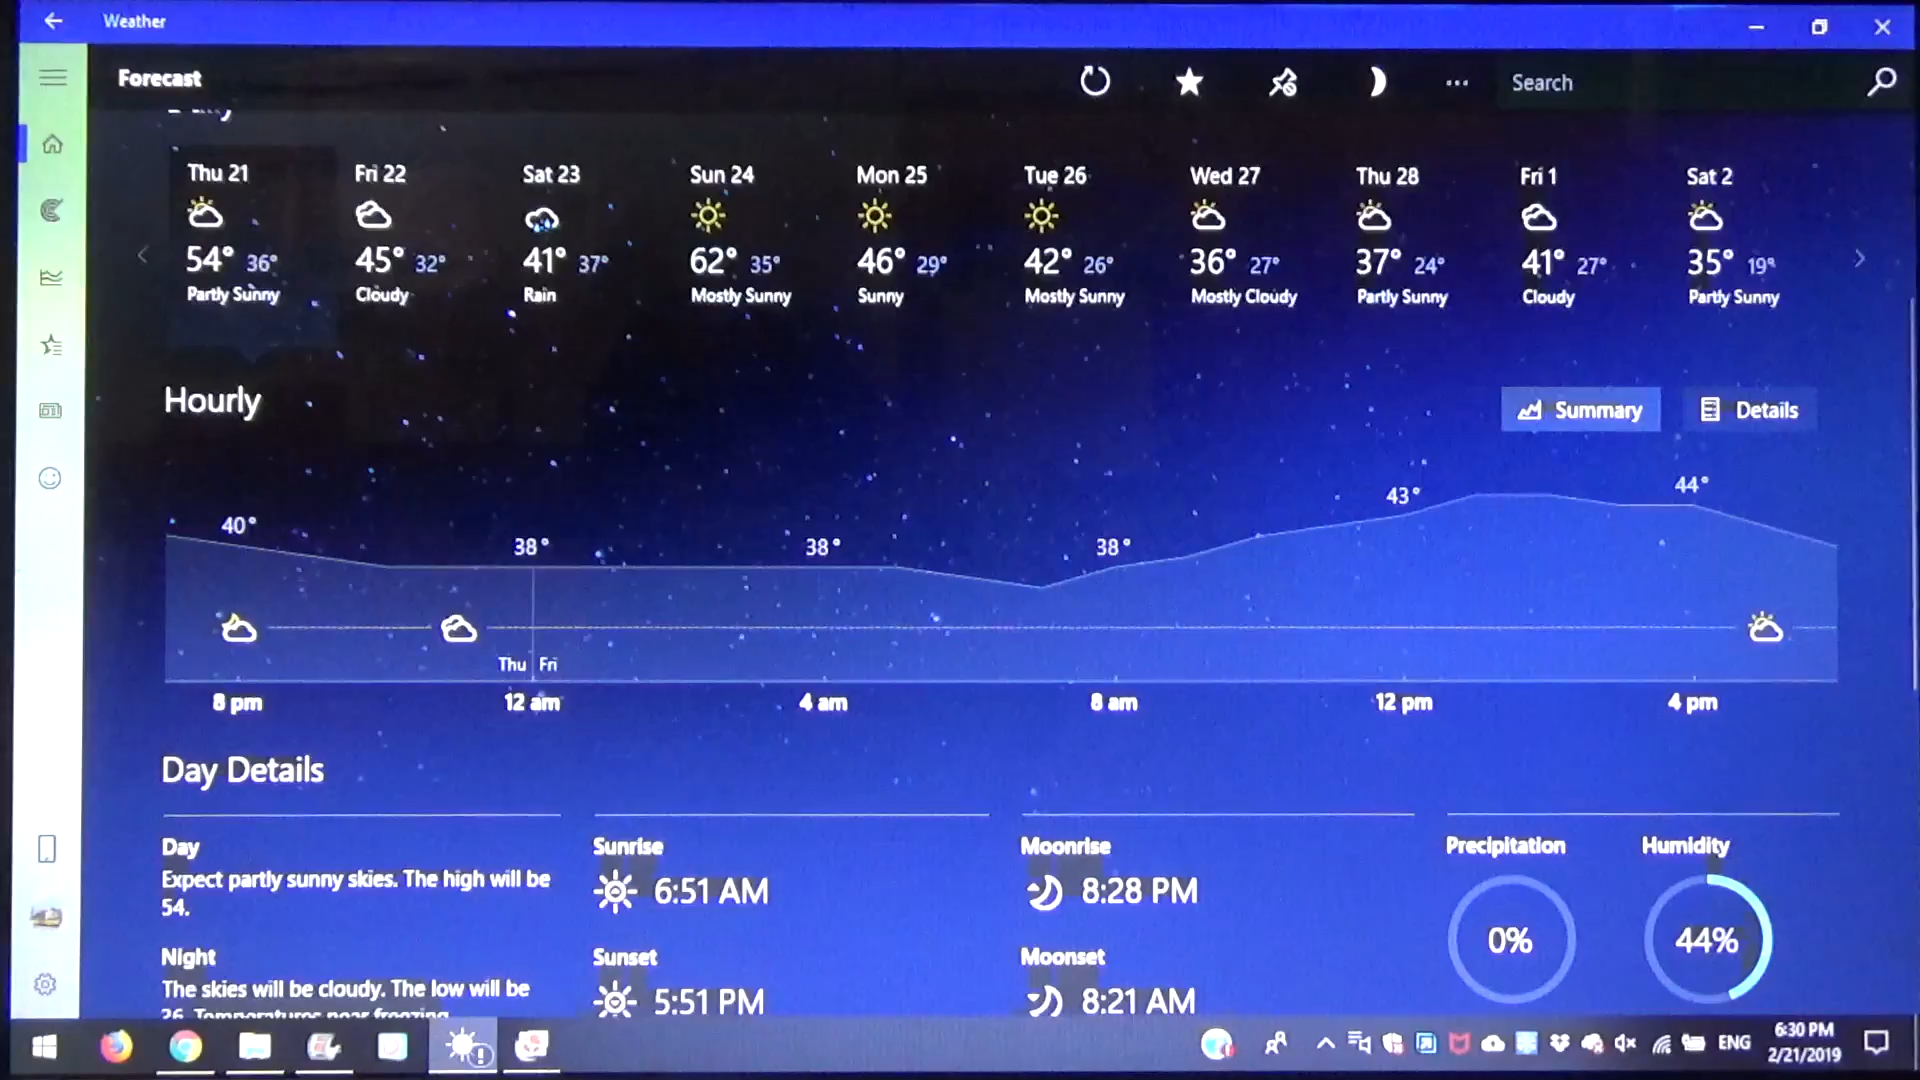 Weather
Forecast
Search
Thu 21
Fri 22
Sat 23
Sun 24
Mon 25
Tue 26
Wed 27
Thu 28
Fri 1
Sat 2
54° 36°
45° 32°
41° 37°
62° 35°
46° 29°
42° 26°
36° 27°
37° 24°
41° 27°
35° 19°
Partly Sunny
Cloudy
Rain
Mostly Sunny
Sunny
Mostly Sunny
Mostly Cloudy
Partly Sunny
Cloudy
Partly Sunny
Hourly
Summary
Details
40°
38°
38°
38°
43°
44°
Thu
Fri
8 pm
12 am
4 am
8 am
12 pm
4 pm
Day Details
Day
Expect partly sunny skies. The high will be
54.
Night
The skies will be cloudy. The low will be
Sunrise
6:51 AM
Sunset
5:51 PM
Moonrise
8:28 PM
Moonset
8:21 AM
Precipitation
0%
Humidity
44%
ENG
6:30 PM
2/21/2019